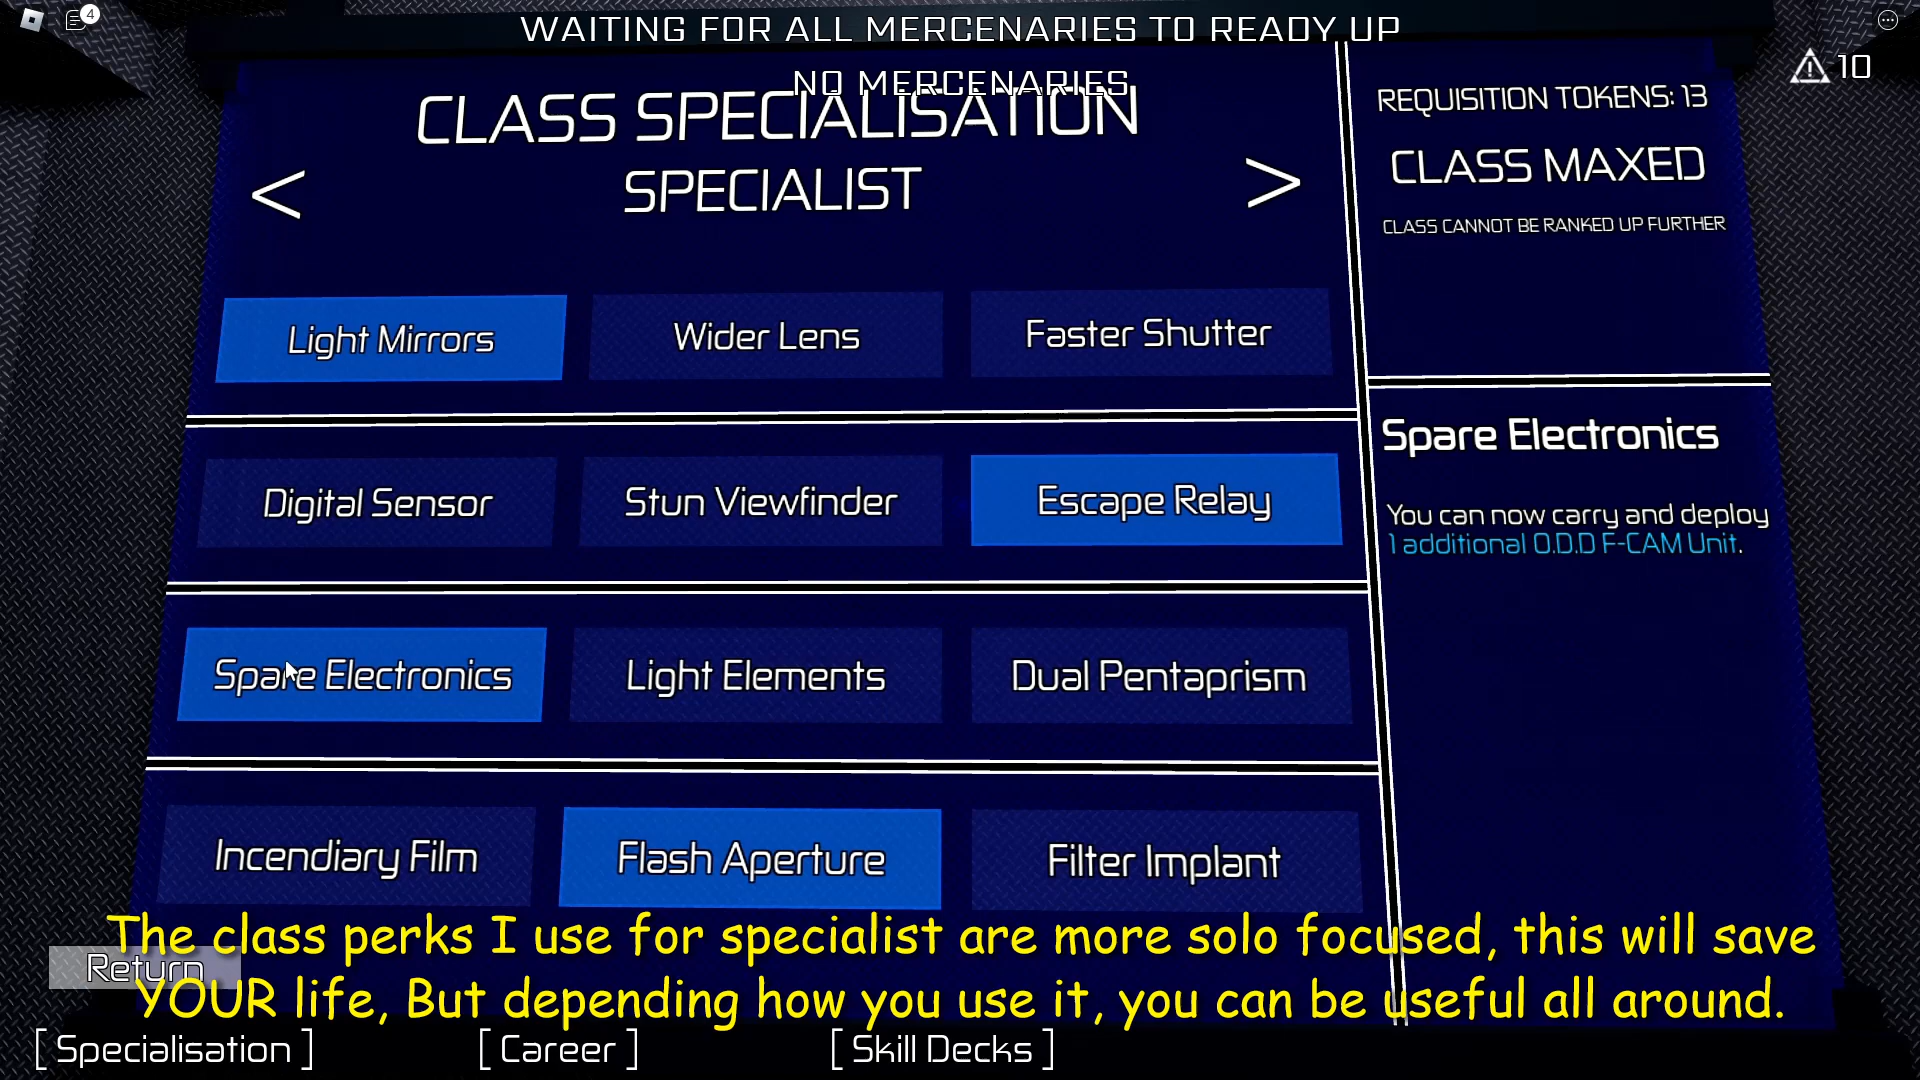 4
WAITING FOR ALL MERCENARIES TO READY UP
NO MERCENARIES
10
CLASS SPECIALISATION
SPECIALIST
<
>
REQUISITION TOKENS: 13
CLASS MAXED
CLASS CANNOT BE RANKED UP FURTHER
Light Mirrors
Wider Lens
Faster Shutter
Digital Sensor
Stun Viewfinder
Escape Relay
Spare Electronics
Light Elements
Dual Pentaprism
Incendiary Film
Flash Aperture
Filter Implant
Spare Electronics
You can now carry and deploy
1 additional O.D.D F-CAM Unit.
The class perks I use for specialist are more solo focused, this will save
YOUR life, But depending how you use it, you can be useful all around.
Return
[ Specialisation ]
[ Career ]
[ Skill Decks ]